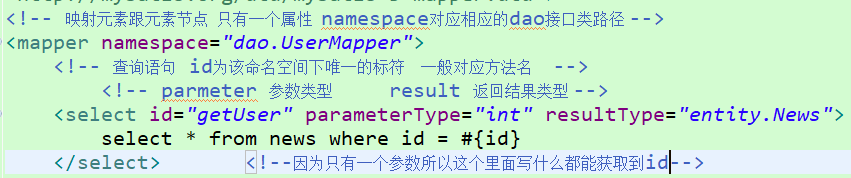 <!-- 映射元素跟元素节点 只有一个属性 namespace对应相应的dao接口类路径 -->
<mapper namespace="dao.UserMapper">
<!-- 查询语句 id为该命名空间下唯一的标符 一般对应方法名 -->
<!-- parmeter 参数类型 result 返回结果类型 -->
<select id="getUser" parameterType="int" resultType="entity.News">
select * from news where id = #{id}
</select> <!--因为只有一个参数所以这个里面写什么都能获取到id-->